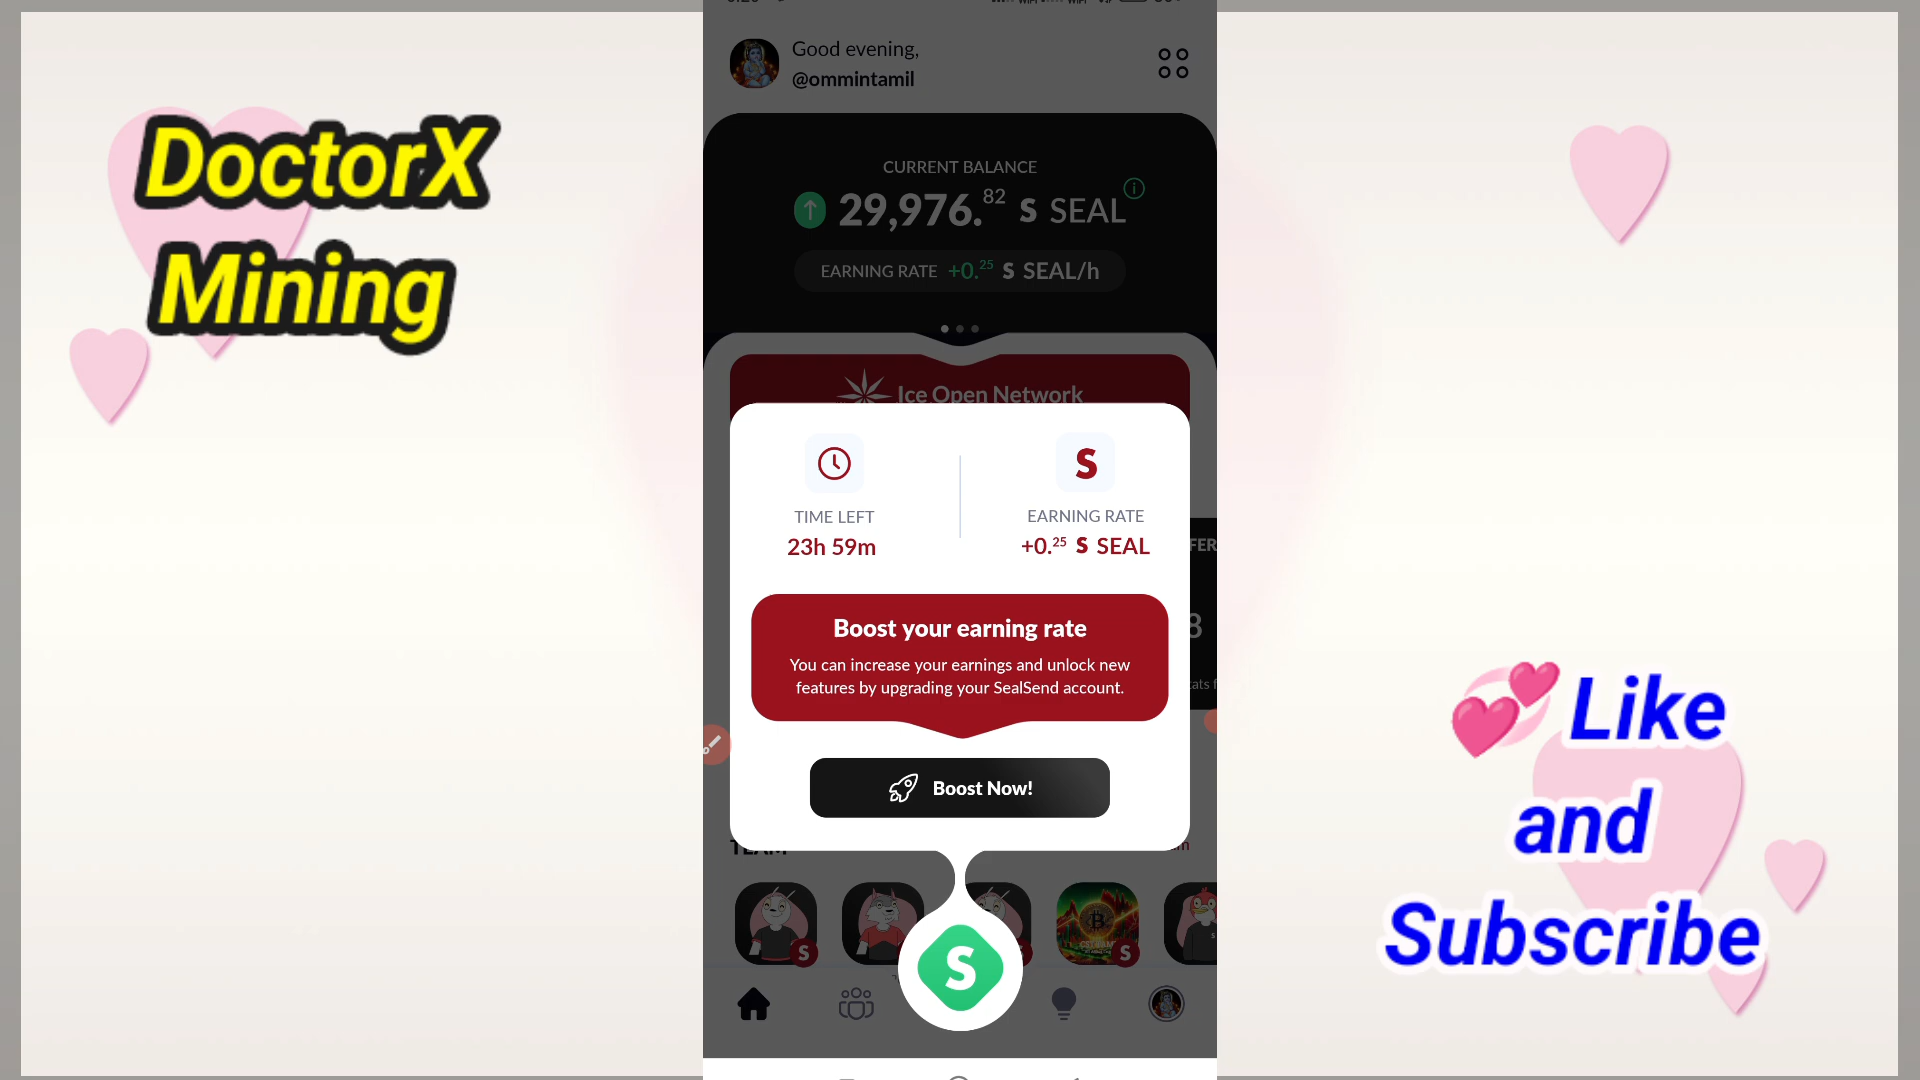 DoctorX
Mining
Good evening,
@ommintamil
CURRENT BALANCE
29,976.82 S SEAL
EARNING RATE +0.25 S SEAL/h
Ice Open Network
TIME LEFT
23h 59m
EARNING RATE
+0.25 S SEAL
Boost your earning rate
You can increase your earnings and unlock new
features by upgrading your SealSend account.
Boost Now!
TEAM
S
Like
and
Subscribe